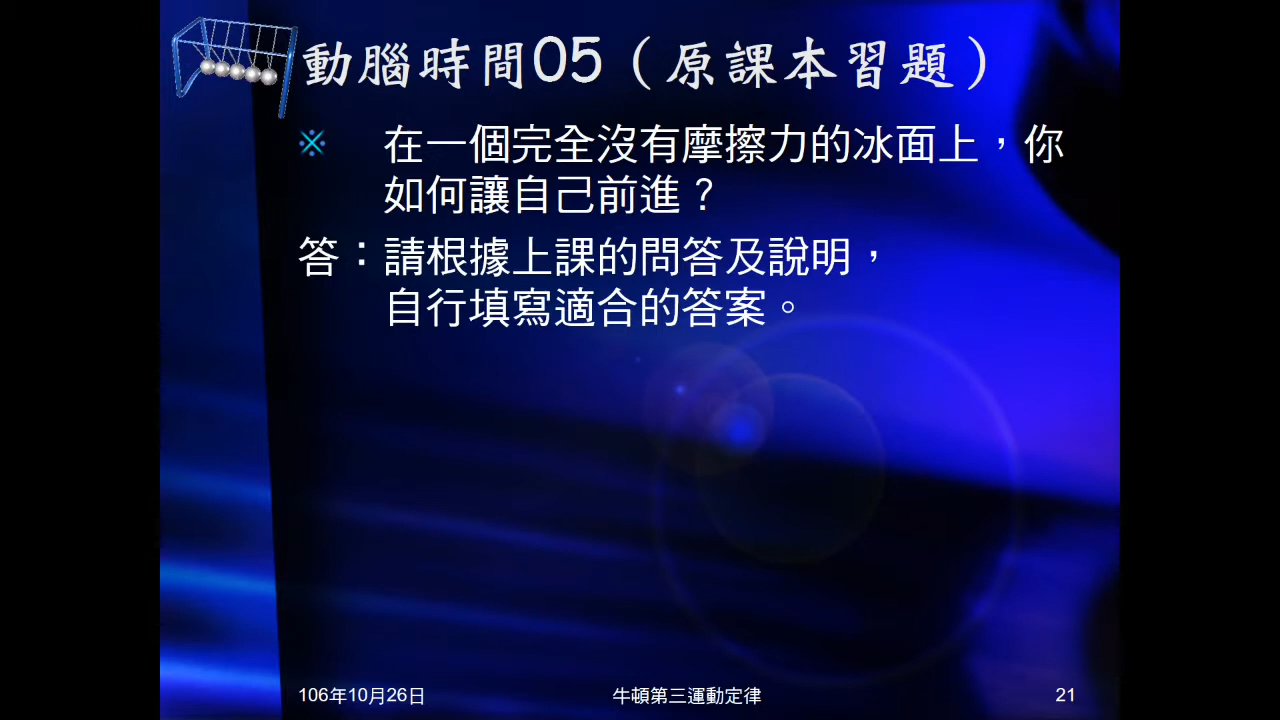 動腦時間05（原課本習題）
※ 在一個完全沒有摩擦力的冰面上，你
如何讓自己前進？
答：請根據上課的問答及說明，
自行填寫適合的答案。
106年10月26日 牛頓第三運動定律 21